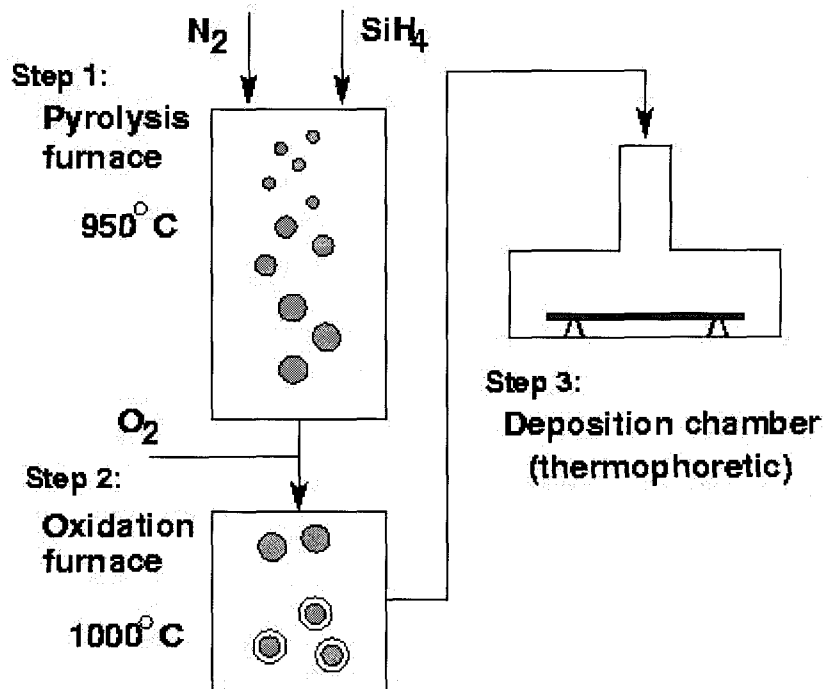 N₂ SiH₄
Step 1:
Pyrolysis
furnace
950°C
O₂
Step 2:
Oxidation
furnace
1000°C
Step 3:
Deposition chamber
(thermophoretic)